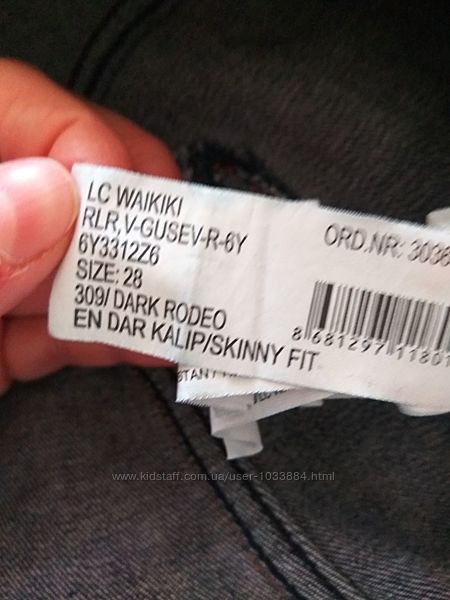 LC WAIKIKI
RLR,V-GUSEV-R-6Y
6Y3312Z6
SIZE: 28
309/ DARK RODEO
EN DAR KALIP/SKINNY FIT
ORD.NR: 3036
8 681297 11801
www.kidstaff.com.ua/user-1033884.html